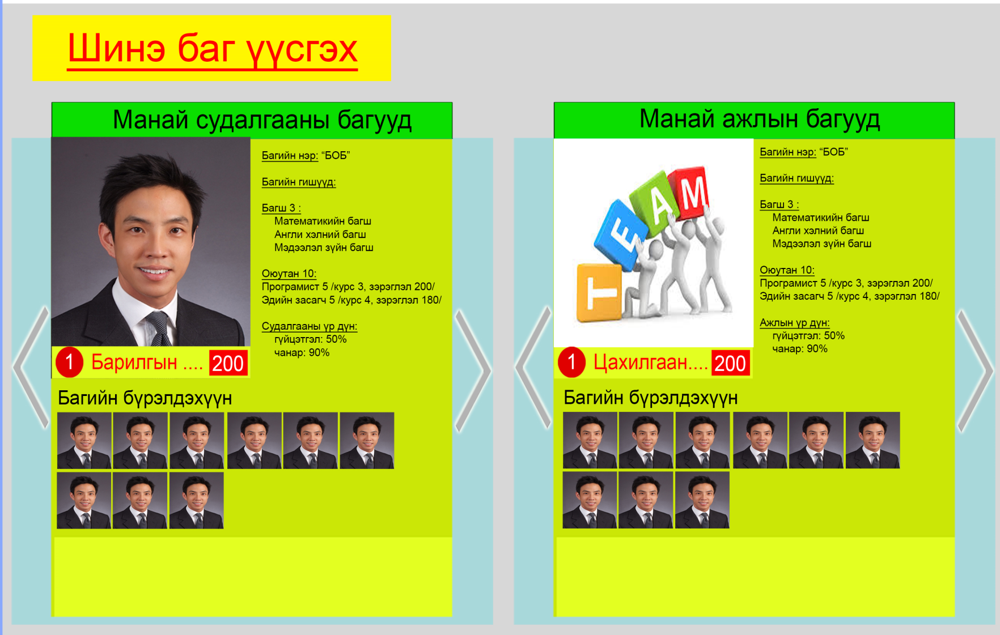 Шинэ баг үүсгэх
Манай судалгааны багууд
Багийн нэр: “БОБ”
Багийн гишүүд:
Багш 3 :
Математикийн багш
Англи хэлний багш
Мэдээлэл зүйн багш
Оюутан 10:
Програмист 5 /курс 3, зэрэглэл 200/
Эдийн засагч 5 /курс 4, зэрэглэл 180/
Судалгааны үр дүн:
гүйцэтгэл: 50%
чанар: 90%
1 Барилгын .... 200
Багийн бүрэлдэхүүн
Манай ажлын багууд
TEAM
Багийн нэр: “БОБ”
Багийн гишүүд:
Багш 3 :
Математикийн багш
Англи хэлний багш
Мэдээлэл зүйн багш
Оюутан 10:
Програмист 5 /курс 3, зэрэглэл 200/
Эдийн засагч 5 /курс 4, зэрэглэл 180/
Ажлын үр дүн:
гүйцэтгэл: 50%
чанар: 90%
1 Цахилгаан.... 200
Багийн бүрэлдэхүүн